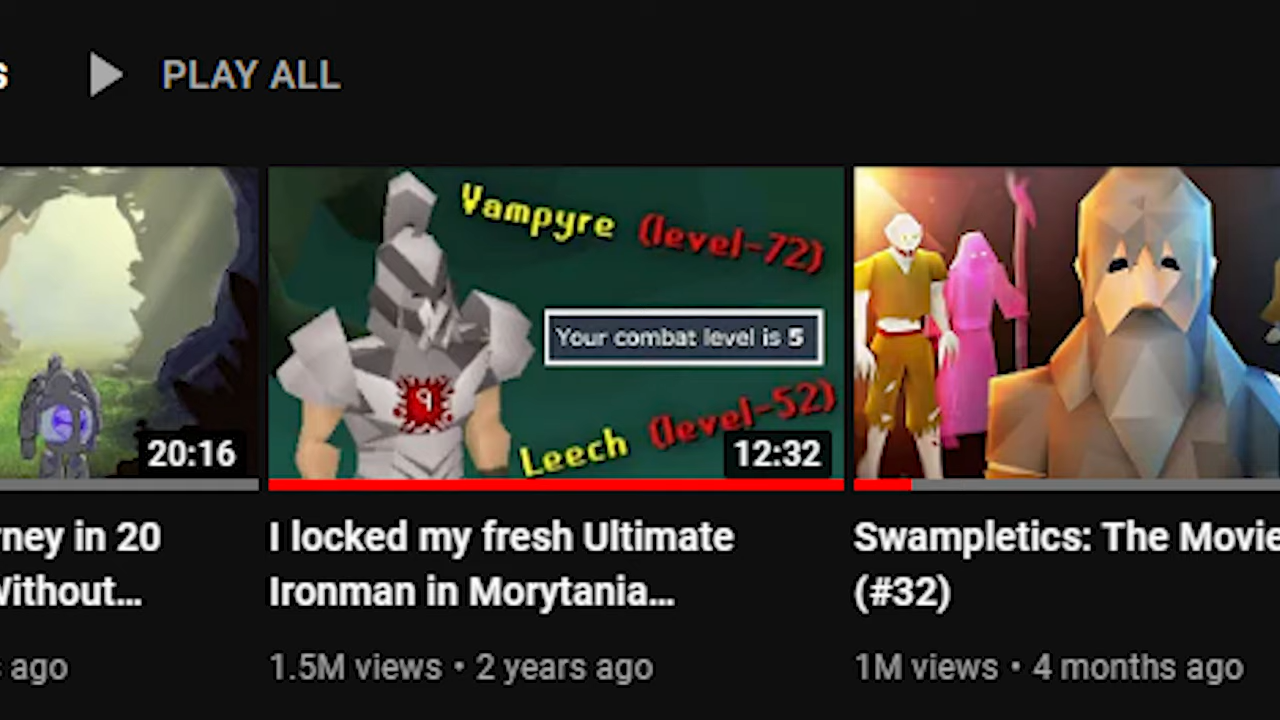 s PLAY ALL
Vampyre (level-72)
Your combat level is 5
9
Leech (level-52)
20:16
12:32
rney in 20
Without...
s ago
I locked my fresh Ultimate
Ironman in Morytania...
1.5M views • 2 years ago
Swampletics: The Movie
(#32)
1M views • 4 months ago